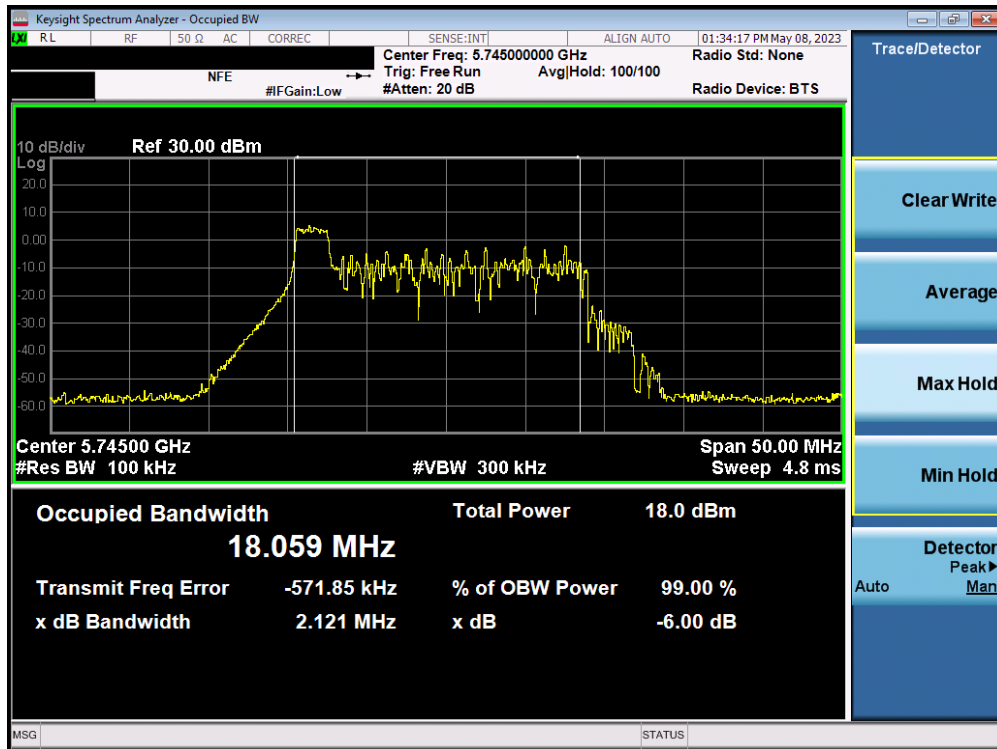 Keysight Spectrum Analyzer - Occupied BW
LXI RL RF 50 Ω AC CORREC SENSE:INT ALIGN AUTO 01:34:17 PM May 08, 2023
Center Freq: 5.745000000 GHz Radio Std: None
NFE Trig: Free Run Avg|Hold: 100/100
#IFGain:Low #Atten: 20 dB Radio Device: BTS
Trace/Detector
10 dB/div Ref 30.00 dBm
Log
20.0
10.0
0.00
-10.0
-20.0
-30.0
-40.0
-50.0
-60.0
Center 5.74500 GHz Span 50.00 MHz
#Res BW 100 kHz #VBW 300 kHz Sweep 4.8 ms
Occupied Bandwidth Total Power 18.0 dBm
18.059 MHz
Transmit Freq Error -571.85 kHz % of OBW Power 99.00 %
x dB Bandwidth 2.121 MHz x dB -6.00 dB
Clear Write
Average
Max Hold
Min Hold
Detector
Peak▶
Auto Man
MSG STATUS